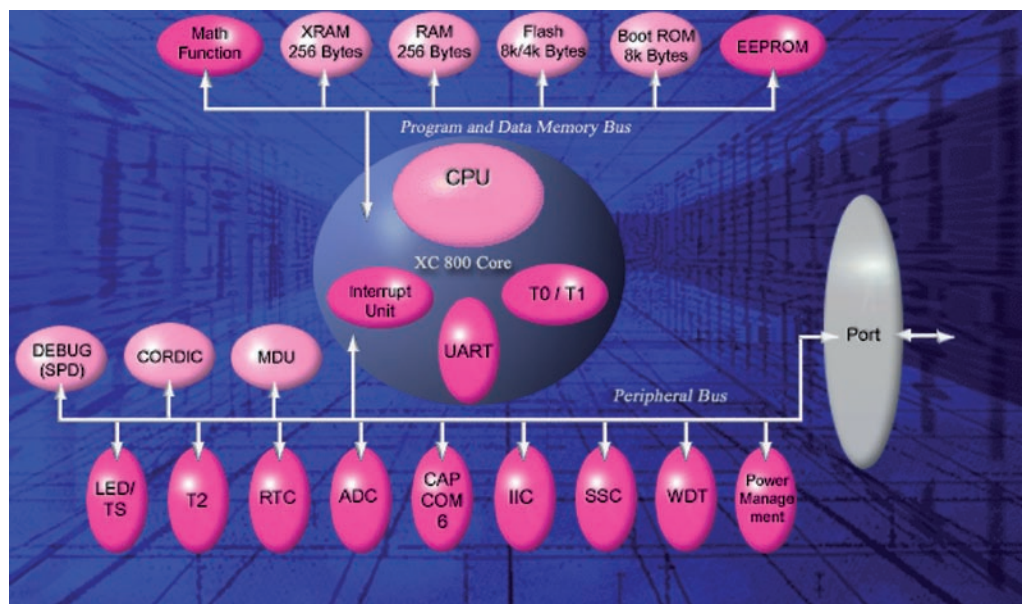 Math
Function
XRAM
256 Bytes
RAM
256 Bytes
Flash
8k/4k Bytes
Boot ROM
8k Bytes
EEPROM
Program and Data Memory Bus
CPU
XC 800 Core
Interrupt
Unit
T0 / T1
UART
Port
DEBUG
(SPD)
CORDIC
MDU
Peripheral Bus
LED/
TS
T2
RTC
ADC
CAP
COM
6
IIC
SSC
WDT
Power
Manage
ment